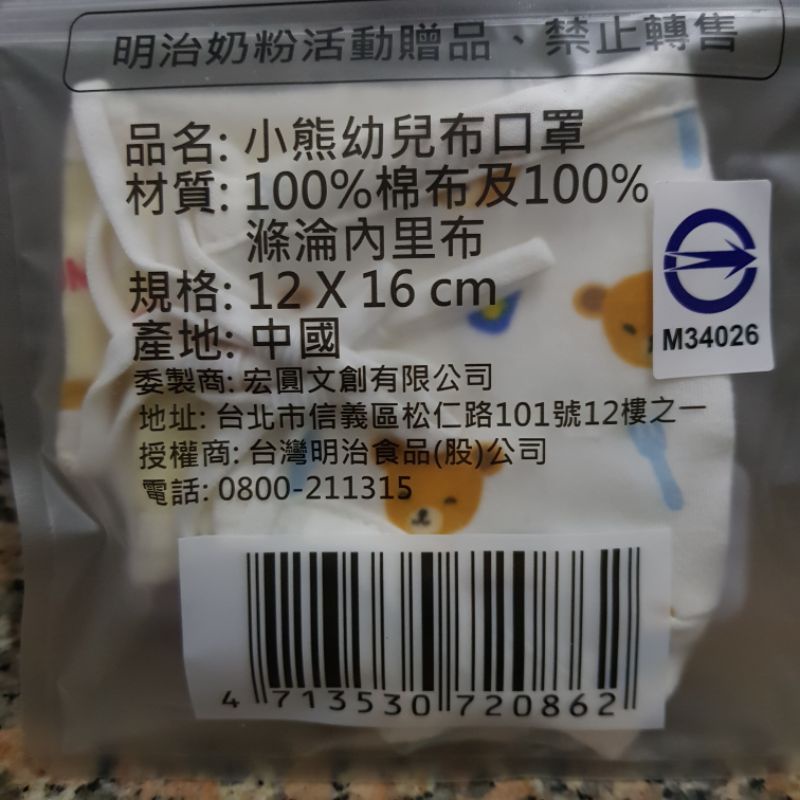 明治奶粉活動贈品、禁止轉售
品名: 小熊幼兒布口罩
材質: 100%棉布及100%
滌淪內里布
規格: 12 X 16 cm
產地: 中國
委製商: 宏圓文創有限公司
地址: 台北市信義區松仁路101號12樓之一
授權商: 台灣明治食品(股)公司
電話: 0800-211315
M34026
4 713530 720862